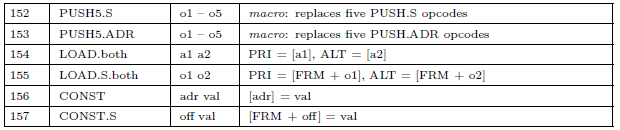 152 PUSH5.S o1 – o5 macro: replaces five PUSH.S opcodes
153 PUSH5.ADR o1 – o5 macro: replaces five PUSH.ADR opcodes
154 LOAD.both a1 a2 PRI = [a1], ALT = [a2]
155 LOAD.S.both o1 o2 PRI = [FRM + o1], ALT = [FRM + o2]
156 CONST adr val [adr] = val
157 CONST.S off val [FRM + off] = val